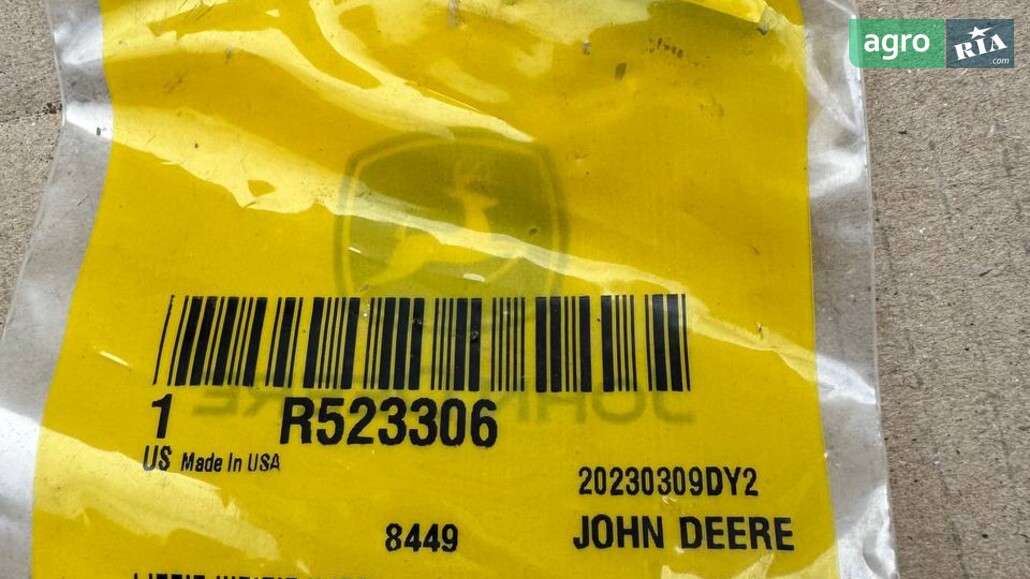 agro RIA
.com
1 R523306
US Made In USA
20230309DY2
8449
JOHN DEERE